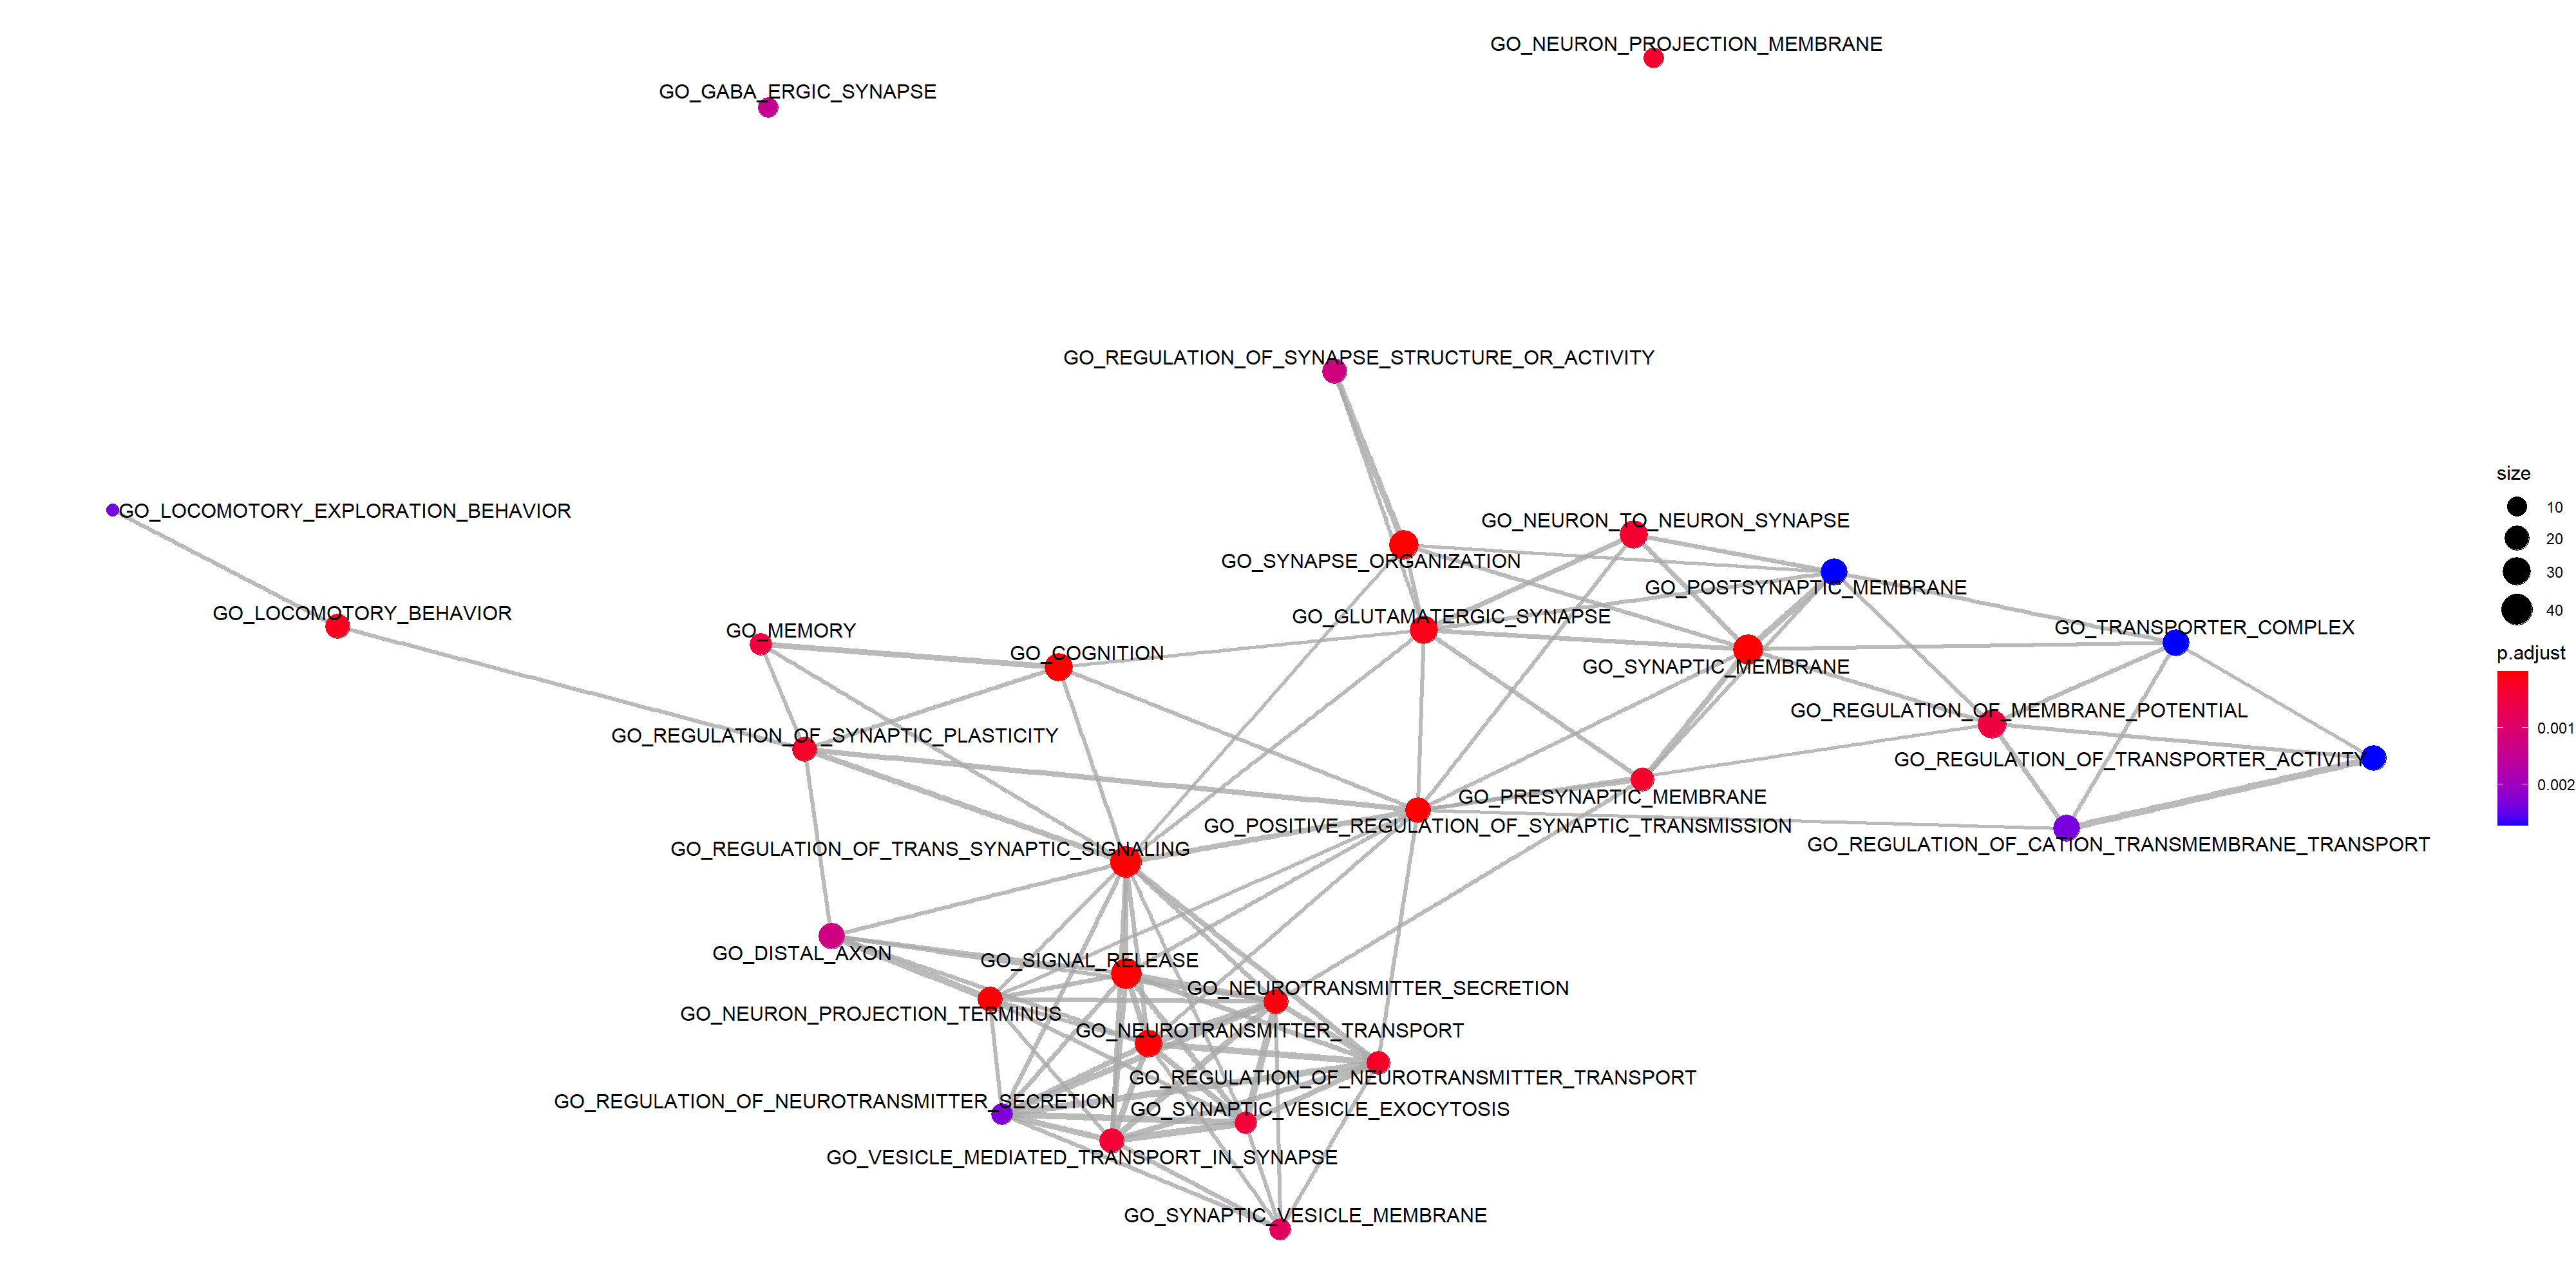 GO_NEURON_PROJECTION_MEMBRANE
GO_GABA_ERGIC_SYNAPSE
GO_REGULATION_OF_SYNAPSE_STRUCTURE_OR_ACTIVITY
GO_LOCOMOTORY_EXPLORATION_BEHAVIOR
GO_NEURON_TO_NEURON_SYNAPSE
GO_SYNAPSE_ORGANIZATION
GO_POSTSYNAPTIC_MEMBRANE
GO_LOCOMOTORY_BEHAVIOR
GO_GLUTAMATERGIC_SYNAPSE
GO_TRANSPORTER_COMPLEX
GO_MEMORY
GO_COGNITION
GO_SYNAPTIC_MEMBRANE
GO_REGULATION_OF_MEMBRANE_POTENTIAL
GO_REGULATION_OF_SYNAPTIC_PLASTICITY
GO_REGULATION_OF_TRANSPORTER_ACTIVITY
GO_PRESYNAPTIC_MEMBRANE
GO_POSITIVE_REGULATION_OF_SYNAPTIC_TRANSMISSION
GO_REGULATION_OF_CATION_TRANSMEMBRANE_TRANSPORT
GO_REGULATION_OF_TRANS_SYNAPTIC_SIGNALING
GO_DISTAL_AXON
GO_SIGNAL_RELEASE
GO_NEUROTRANSMITTER_SECRETION
GO_NEURON_PROJECTION_TERMINUS
GO_NEUROTRANSMITTER_TRANSPORT
GO_REGULATION_OF_NEUROTRANSMITTER_TRANSPORT
GO_REGULATION_OF_NEUROTRANSMITTER_SECRETION
GO_SYNAPTIC_VESICLE_EXOCYTOSIS
GO_VESICLE_MEDIATED_TRANSPORT_IN_SYNAPSE
GO_SYNAPTIC_VESICLE_MEMBRANE
size
10
20
30
40
p.adjust
0.001
0.002